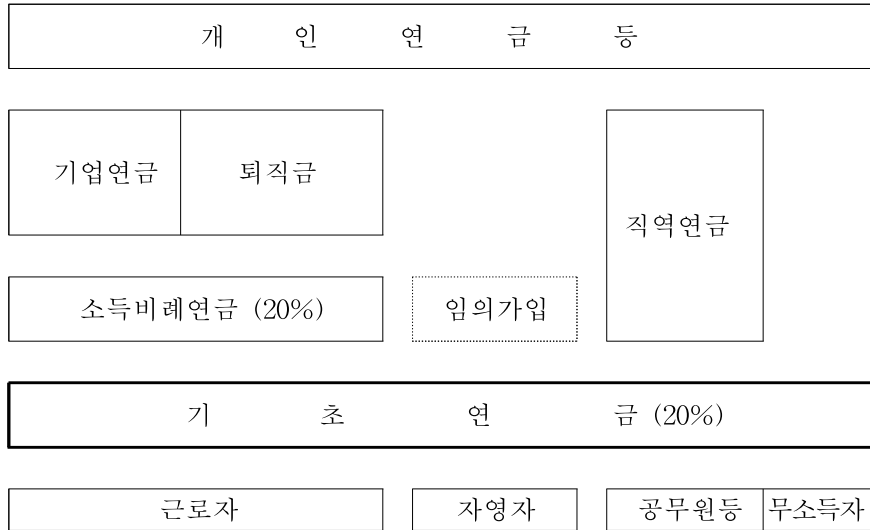 개 인 연 금 등
기업연금 퇴직금
직역연금
소득비례연금 (20%) 임의가입
기 초 연 금 (20%)
근로자 자영자 공무원등 무소득자